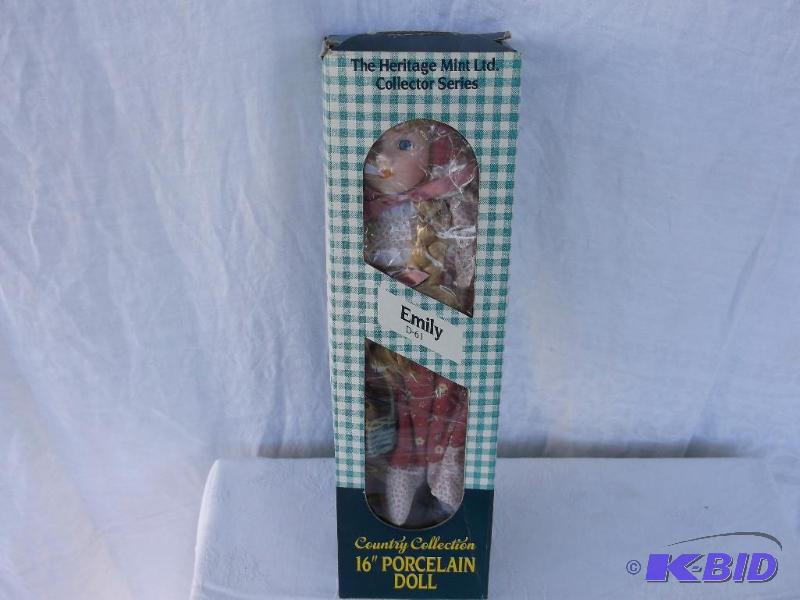 The Heritage Mint Ltd.
Collector Series
Emily
D-61
Country Collection
16" PORCELAIN
DOLL
© K-BID